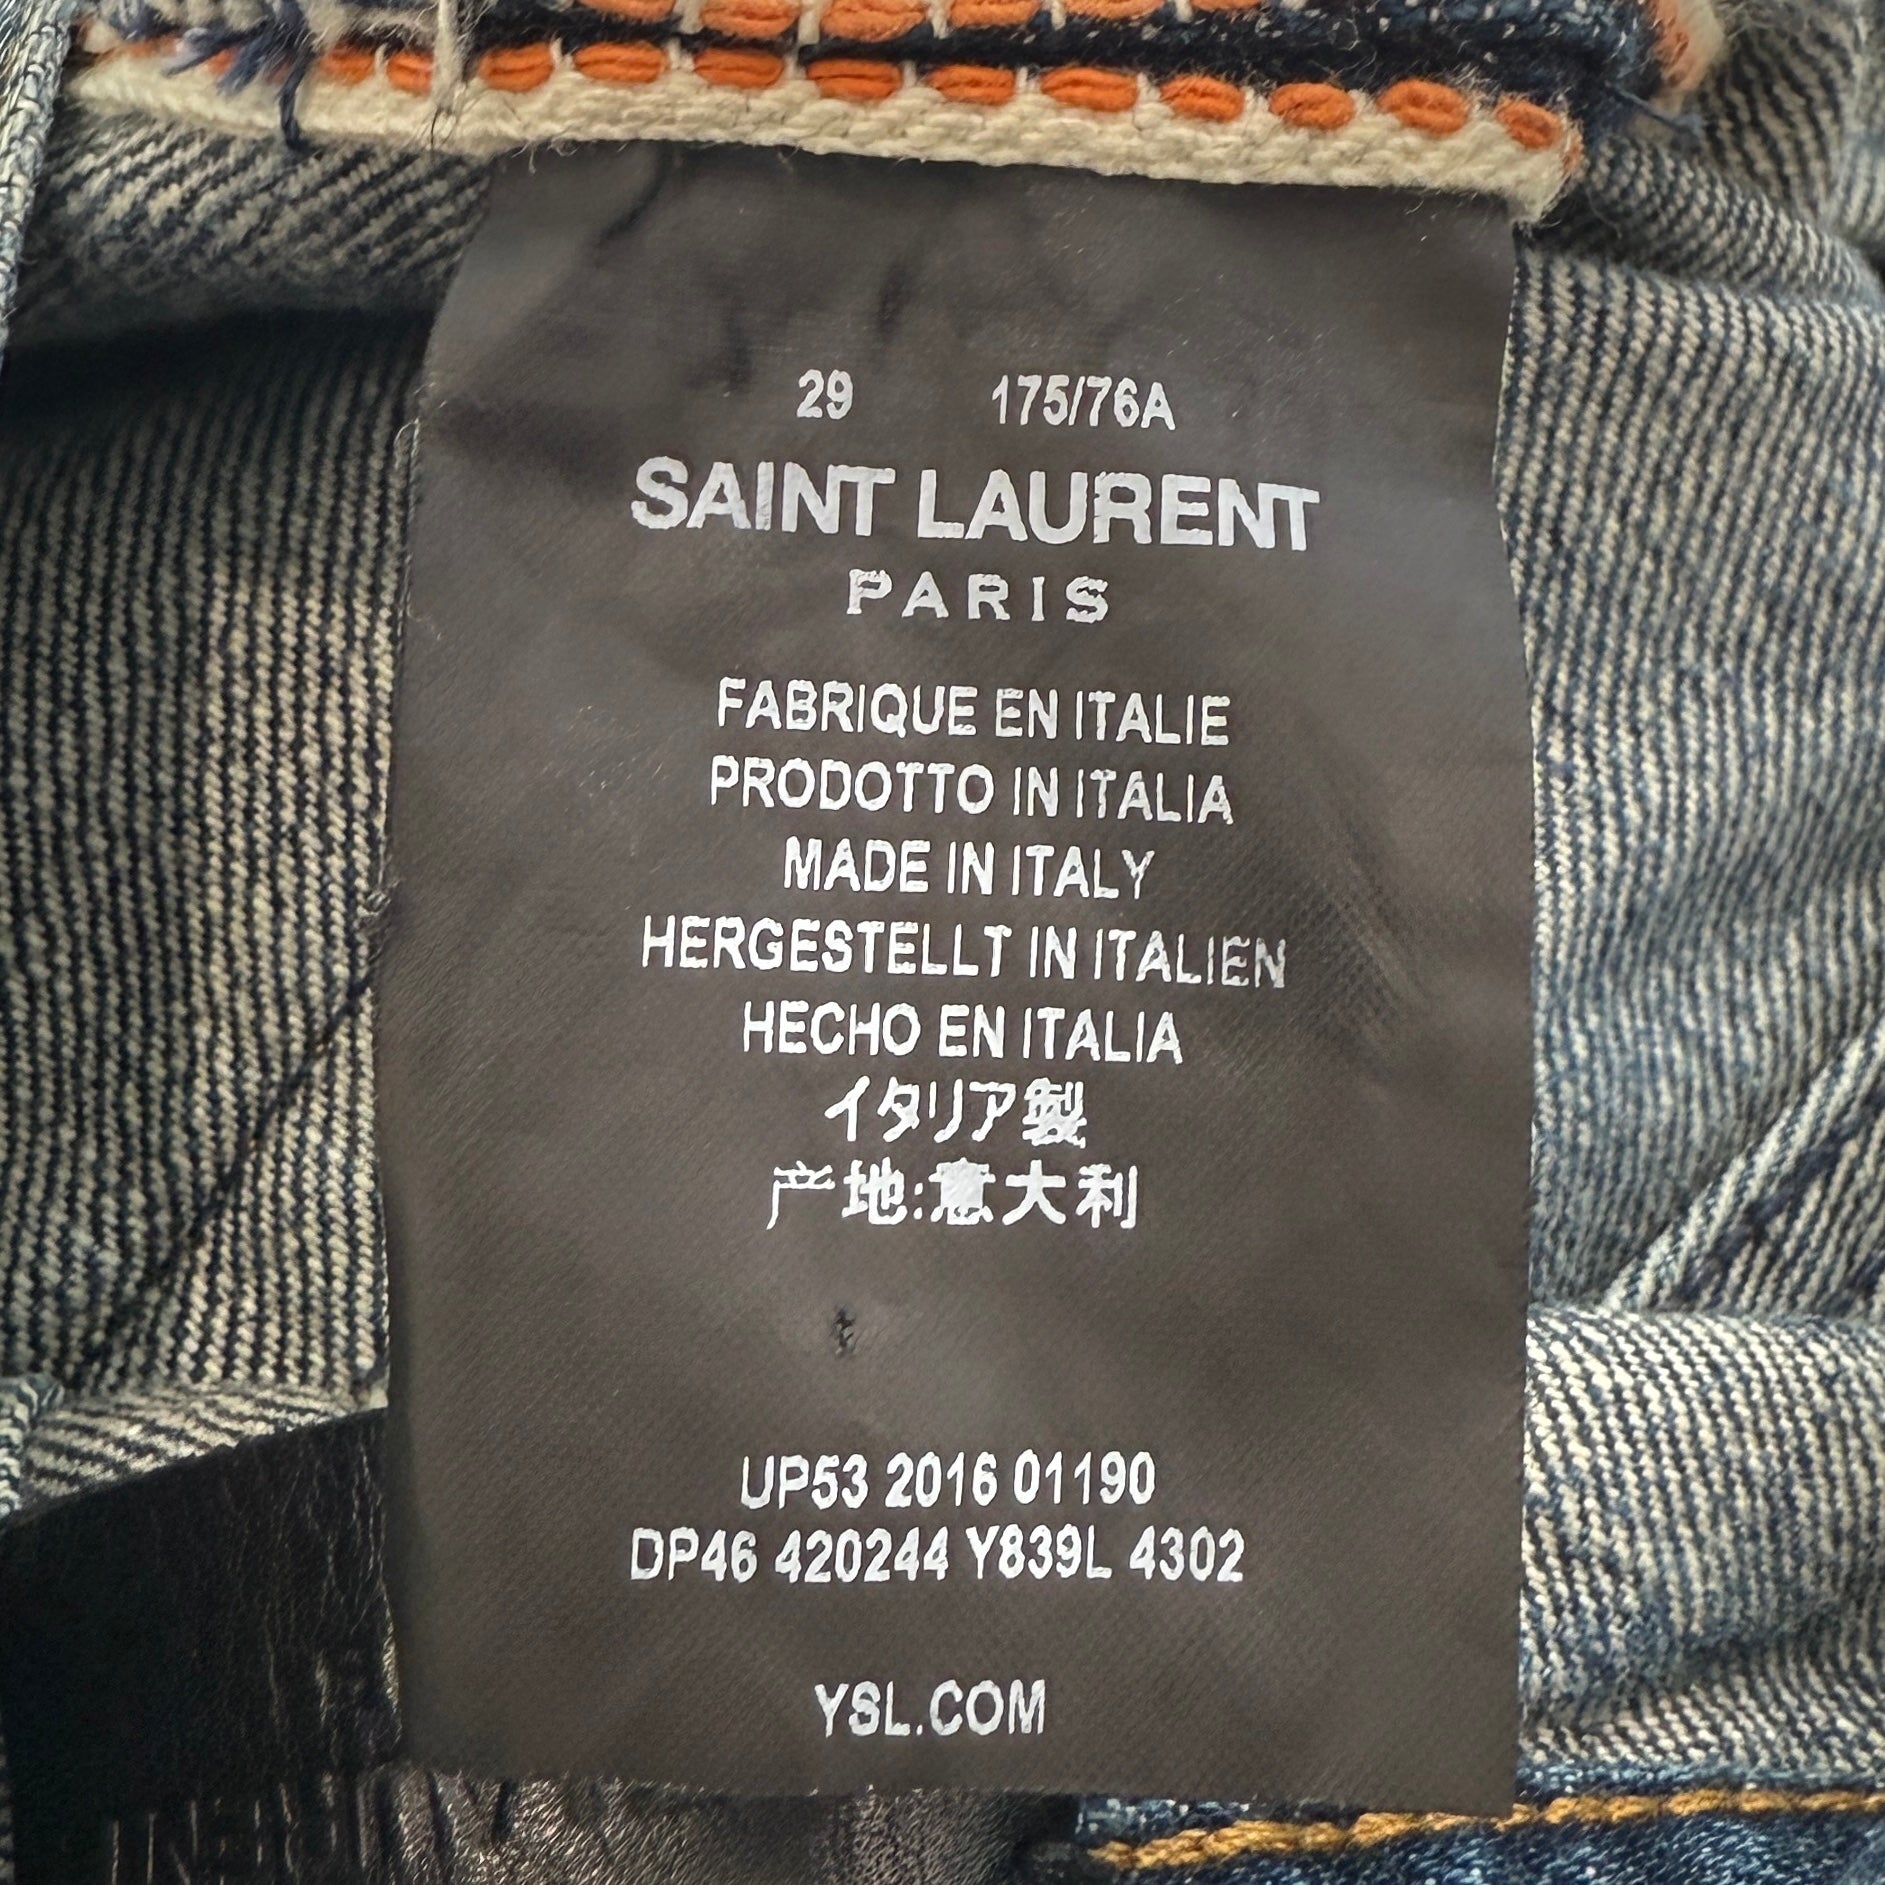 29 175/76A
SAINT LAURENT
PARIS
FABRIQUE EN ITALIE
PRODOTTO IN ITALIA
MADE IN ITALY
HERGESTELLT IN ITALIEN
HECHO EN ITALIA
イタリア製
产地:意大利
UP53 2016 01190
DP46 420244 Y839L 4302
YSL.COM